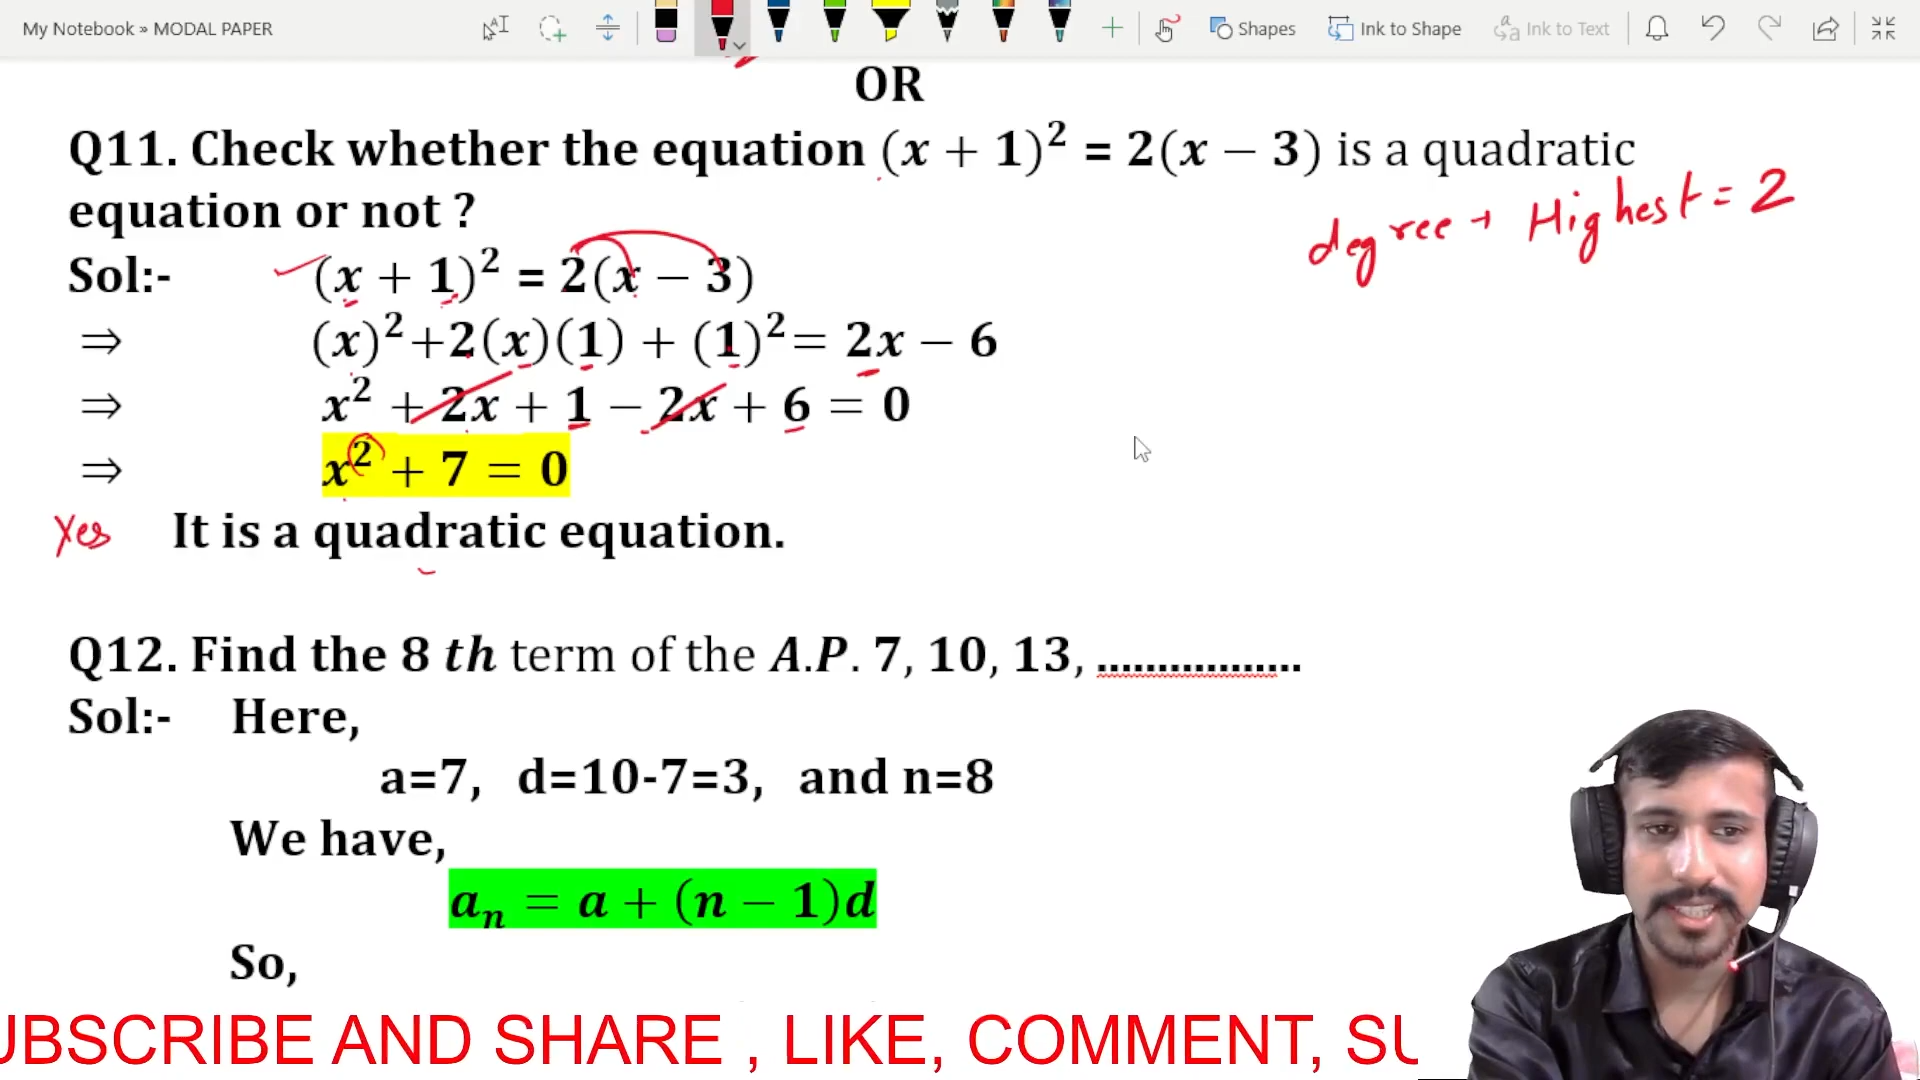 My Notebook » MODAL PAPER
Shapes
Ink to Shape
Ink to Text
OR
Q11. Check whether the equation (x + 1)² = 2(x − 3) is a quadratic
equation or not ?
degree → Highest = 2
Sol:- (x + 1)² = 2(x − 3)
⇒ (x)²+2(x)(1) + (1)²= 2x − 6
⇒ x² + 2x + 1 − 2x + 6 = 0
⇒ x² + 7 = 0
Yes It is a quadratic equation.
Q12. Find the 8 th term of the A.P. 7, 10, 13, .................
Sol:- Here,
a=7, d=10-7=3, and n=8
We have,
aₙ = a + (n − 1)d
So,
UBSCRIBE AND SHARE , LIKE, COMMENT, SU